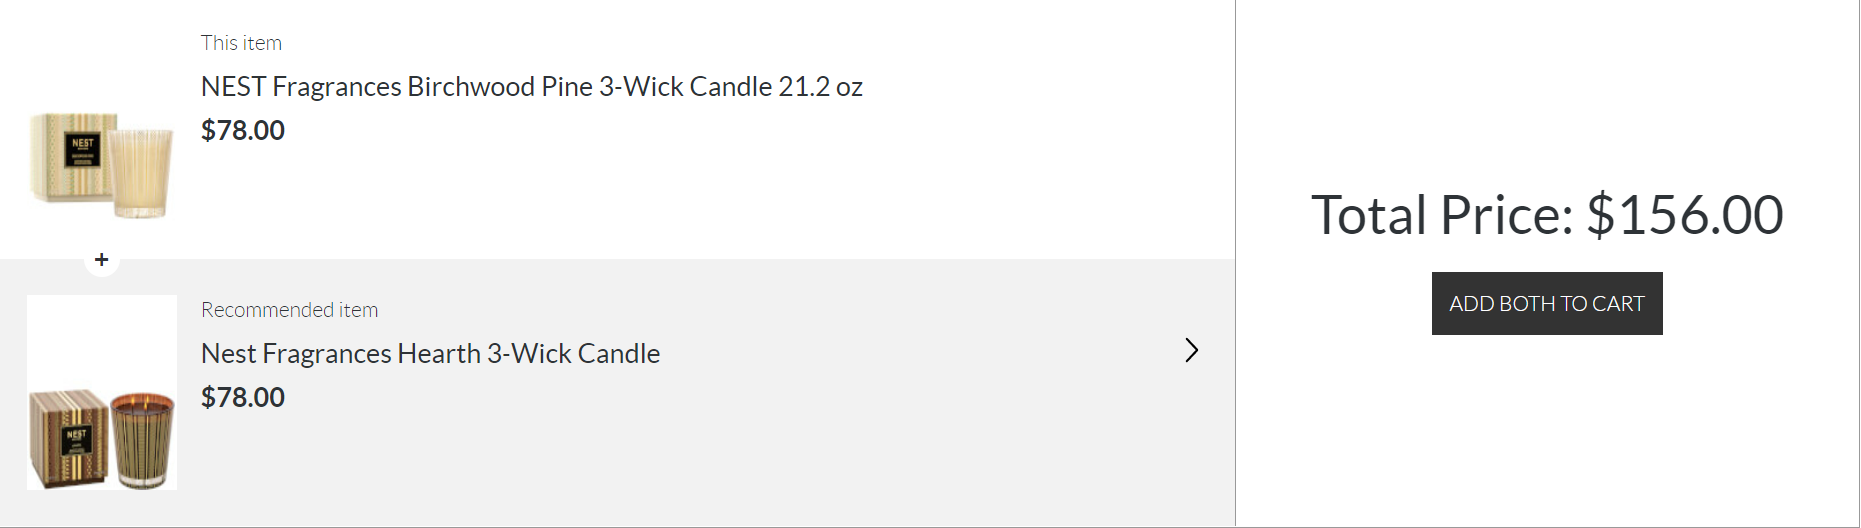 This item
NEST Fragrances Birchwood Pine 3-Wick Candle 21.2 oz
$78.00
NEST
+
Recommended item
Nest Fragrances Hearth 3-Wick Candle
$78.00
NEST
Total Price: $156.00
ADD BOTH TO CART